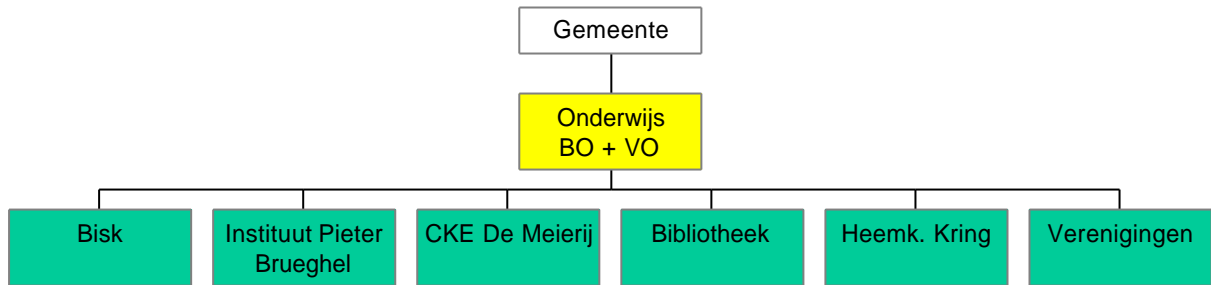 Gemeente
Onderwijs
BO + VO
Bisk
Instituut Pieter
Brueghel
CKE De Meierij
Bibliotheek
Heemk. Kring
Verenigingen